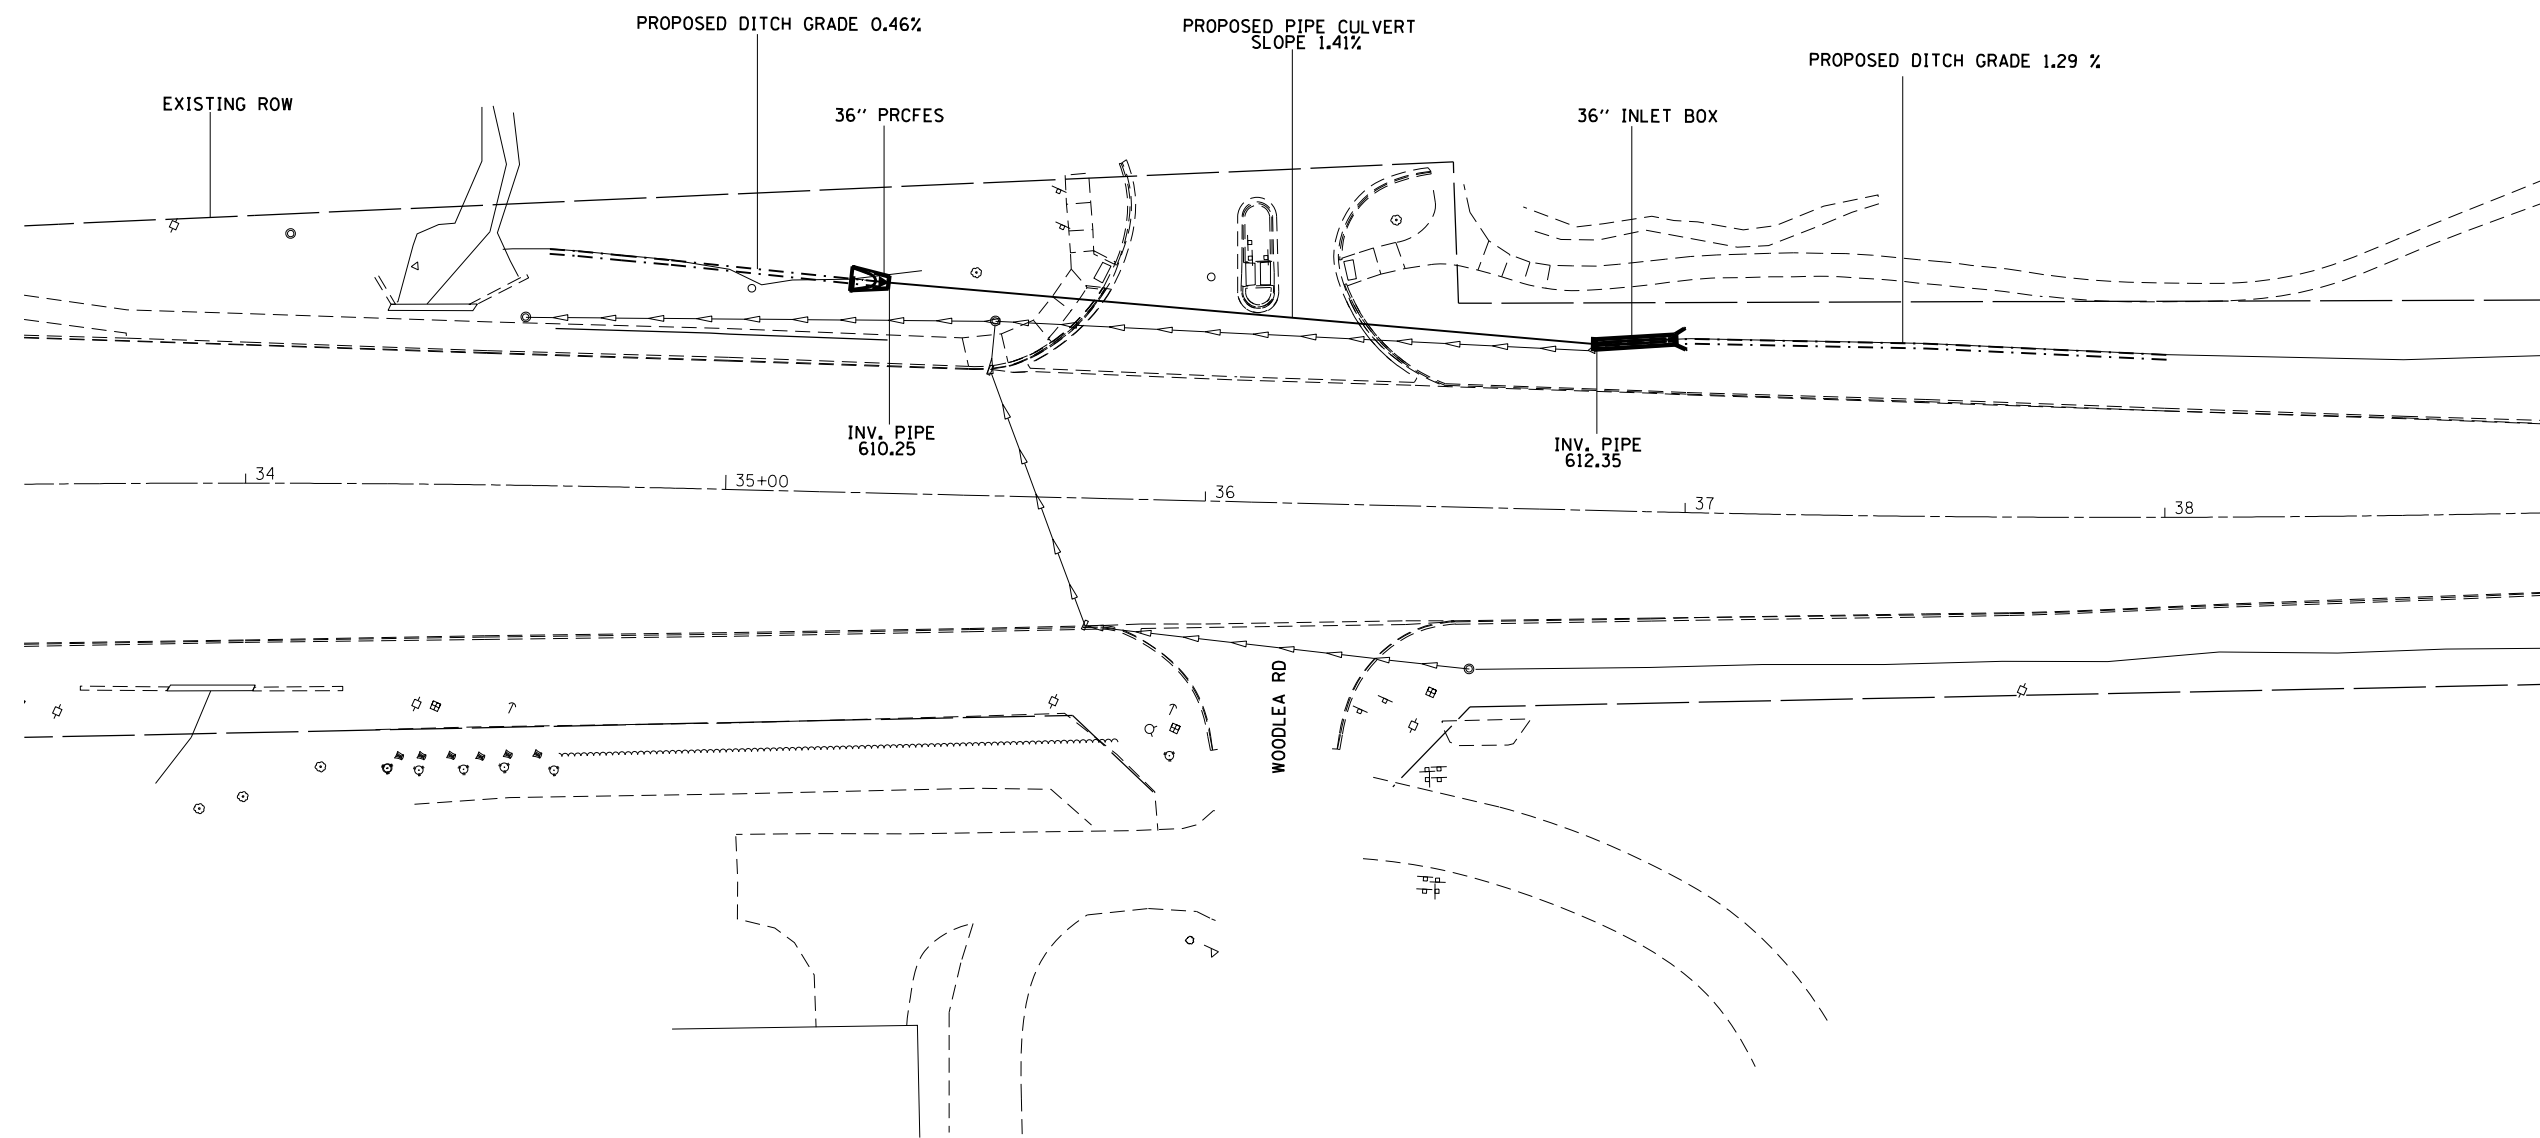 PROPOSED DITCH GRADE 0.46%
PROPOSED PIPE CULVERT
SLOPE 1.41%
PROPOSED DITCH GRADE 1.29 %
EXISTING ROW
36'' PRCFES
36'' INLET BOX
INV. PIPE
610.25
INV. PIPE
612.35
34
35+00
36
37
38
WOODLEA RD